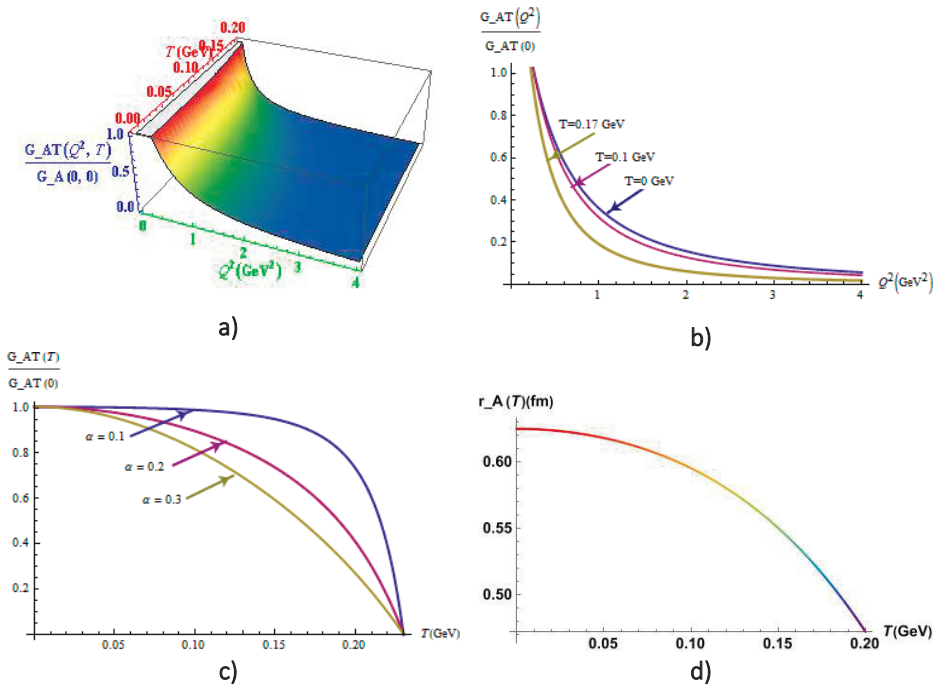 0.20
0.15
T(GeV)
0.10
0.05
0.00
1.0
G_AT(Q², T)
G_A(0, 0)
0.5
0.0
0
1
2
3
4
Q²(GeV²)
a)
G_AT(Q²)
G_AT(0)
1.0
0.8
0.6
0.4
0.2
T=0.17 GeV
T=0.1 GeV
T=0 GeV
1
2
3
4
Q²(GeV²)
b)
G_AT(T)
G_AT(0)
1.0
0.8
0.6
0.4
0.2
α = 0.1
α = 0.2
α = 0.3
0.05
0.10
0.15
0.20
T(GeV)
c)
r_A(T)(fm)
0.60
0.55
0.50
0.05
0.10
0.15
0.20
T(GeV)
d)